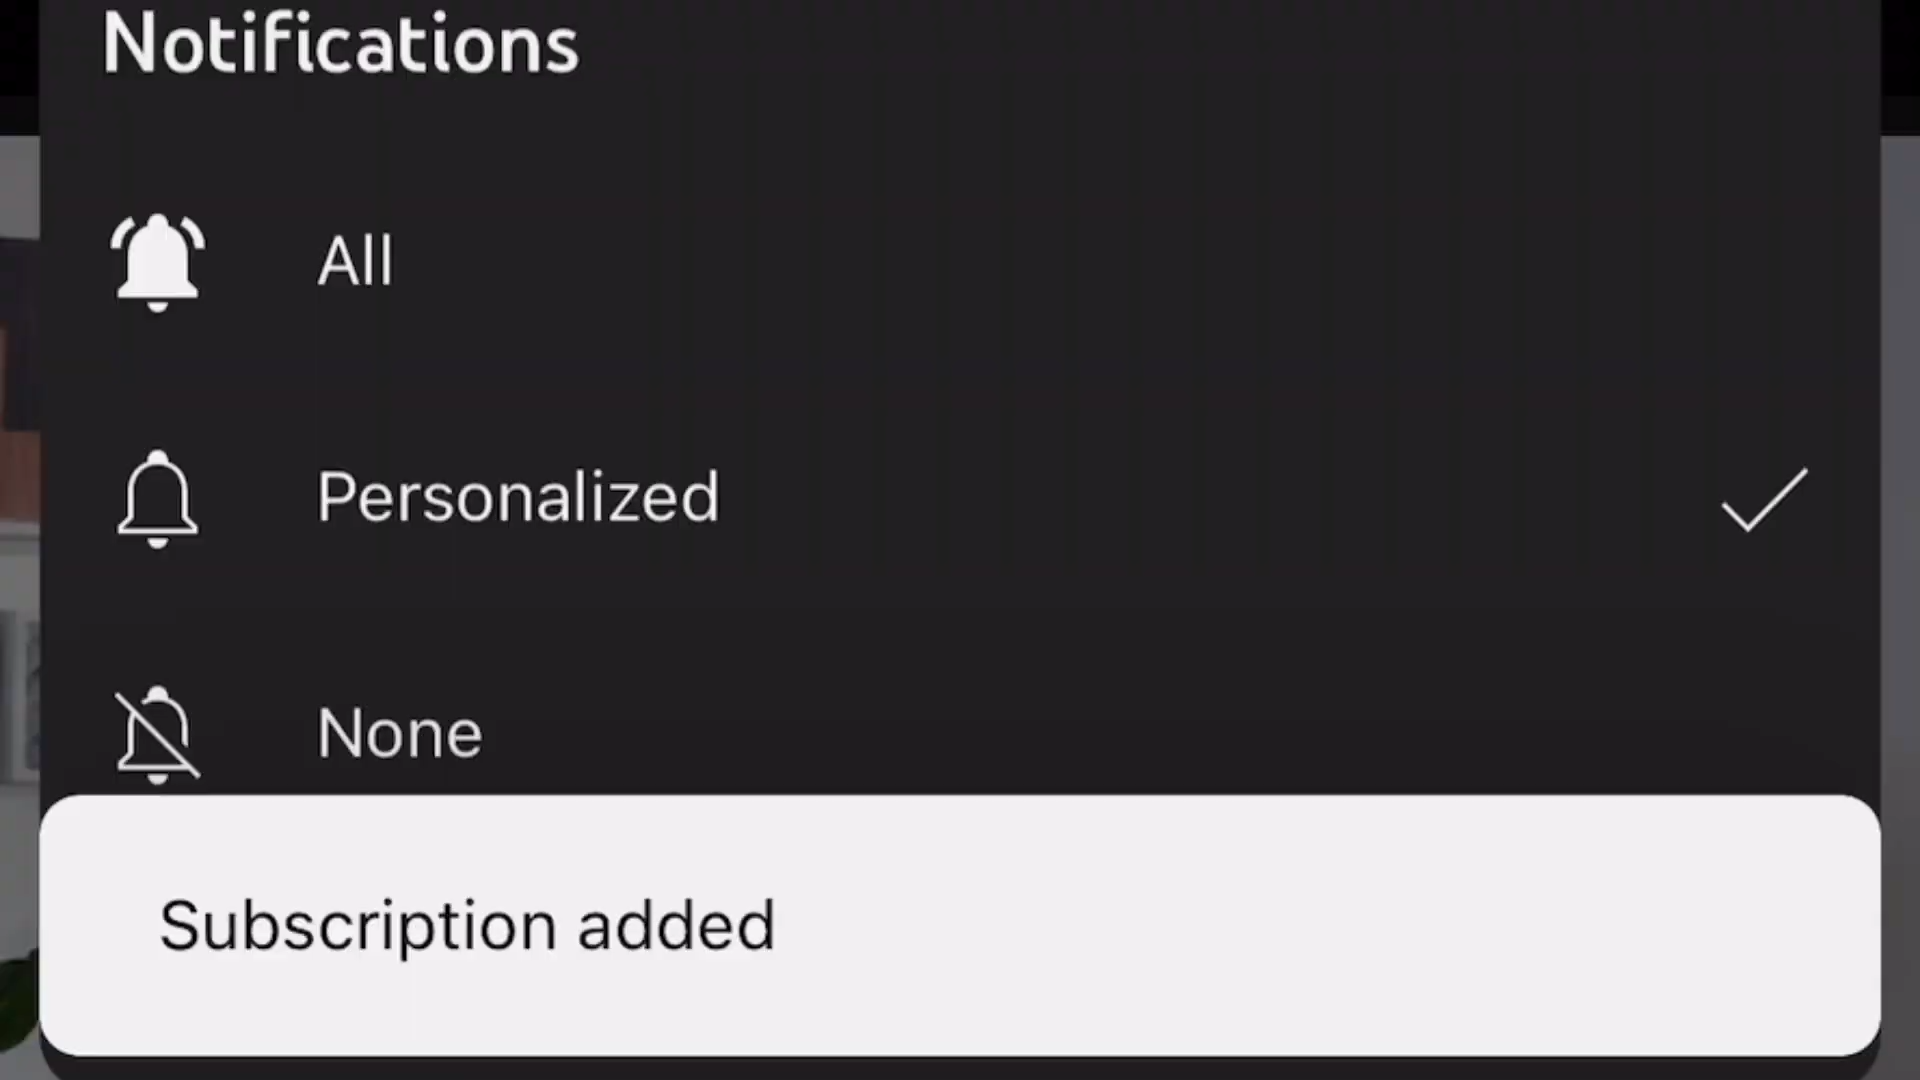 Notifications
All
Personalized
None
Subscription added